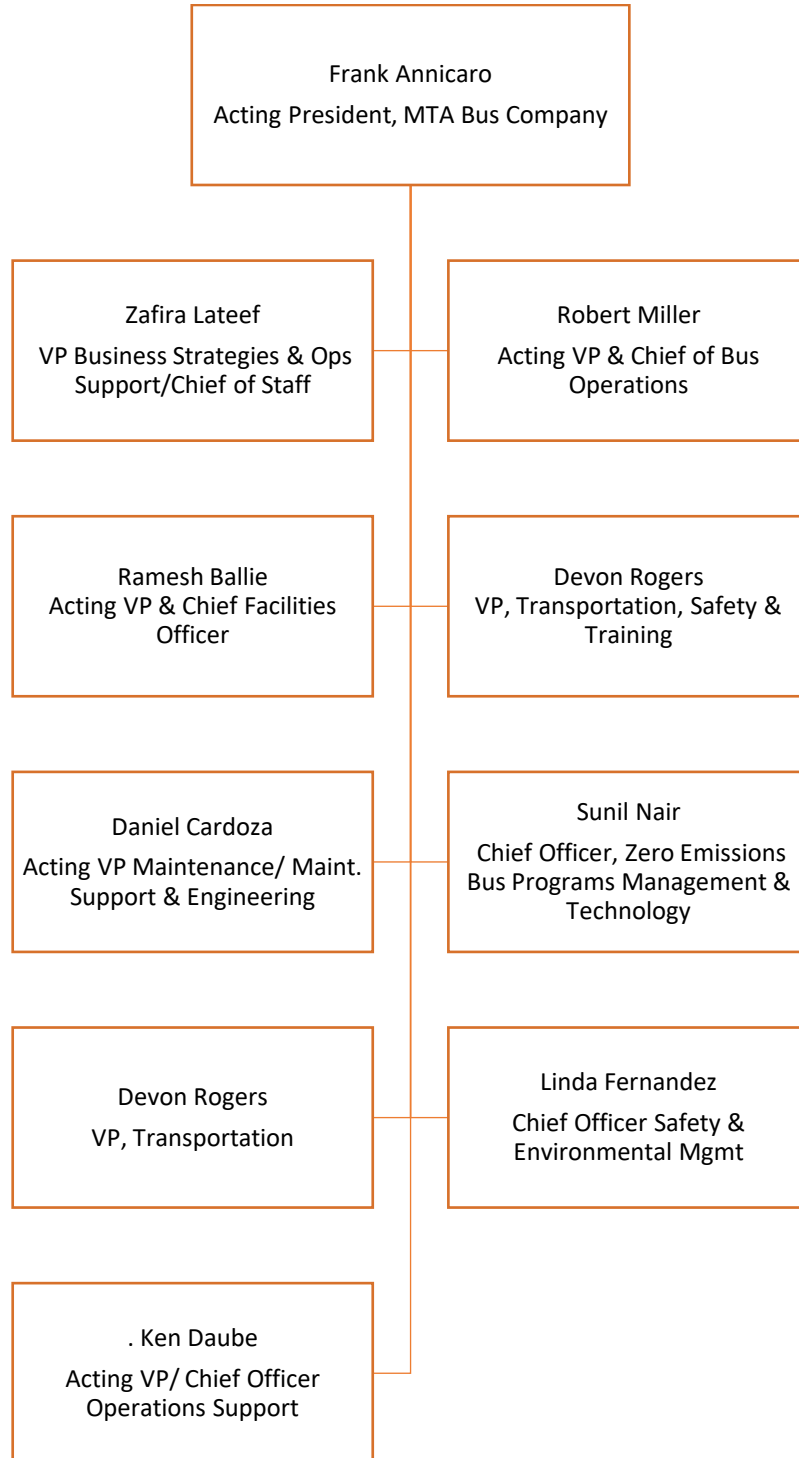 Frank Annicaro
Acting President, MTA Bus Company
Zafira Lateef
VP Business Strategies & Ops
Support/Chief of Staff
Robert Miller
Acting VP & Chief of Bus
Operations
Ramesh Ballie
Acting VP & Chief Facilities
Officer
Devon Rogers
VP, Transportation, Safety &
Training
Daniel Cardoza
Acting VP Maintenance/ Maint.
Support & Engineering
Sunil Nair
Chief Officer, Zero Emissions
Bus Programs Management &
Technology
Devon Rogers
VP, Transportation
Linda Fernandez
Chief Officer Safety &
Environmental Mgmt
. Ken Daube
Acting VP/ Chief Officer
Operations Support